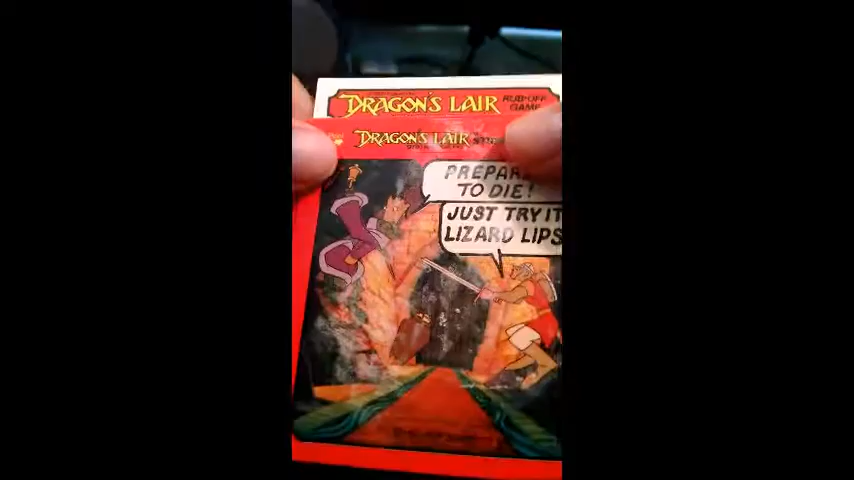 DRAGON'S LAIR RUB-OFF
GAME
DRAGON'S LAIR
PREPARE
TO DIE!
JUST TRY IT
LIZARD LIPS